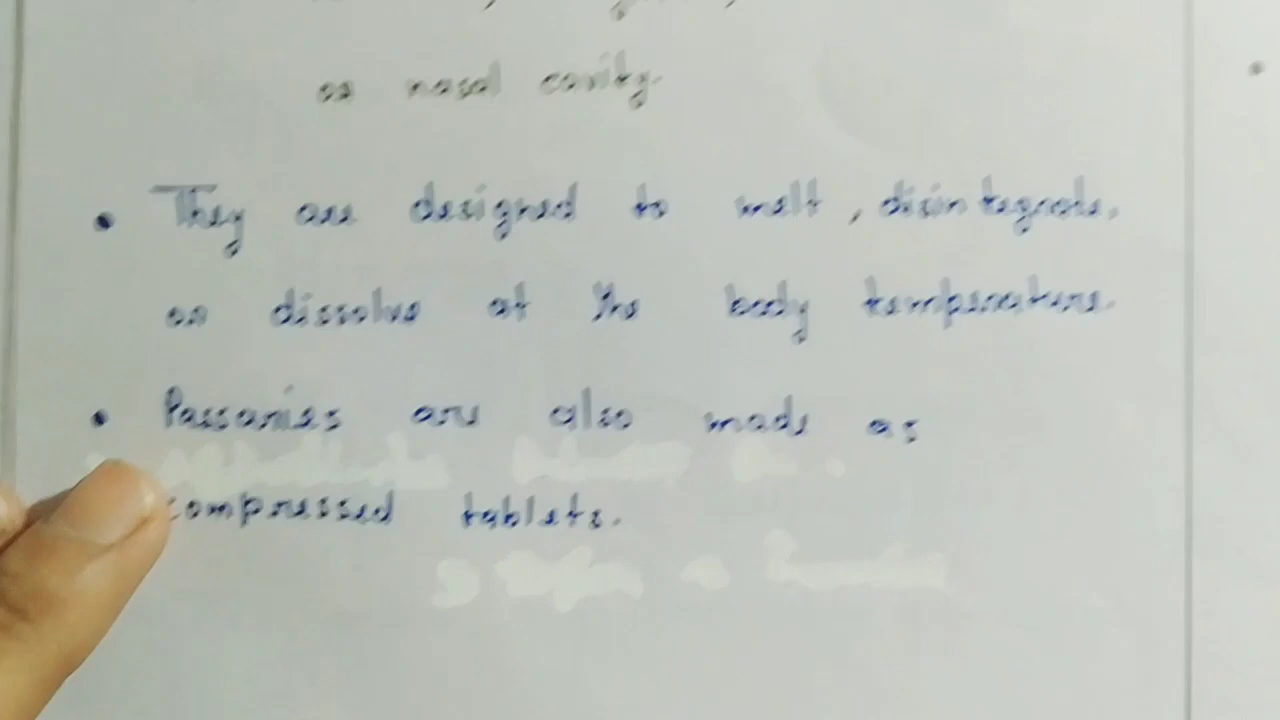 or nasal cavity.
• They are designed to melt, disintegrate,
or dissolve at the body temperature.
• Pessaries are also made as
compressed tablets.